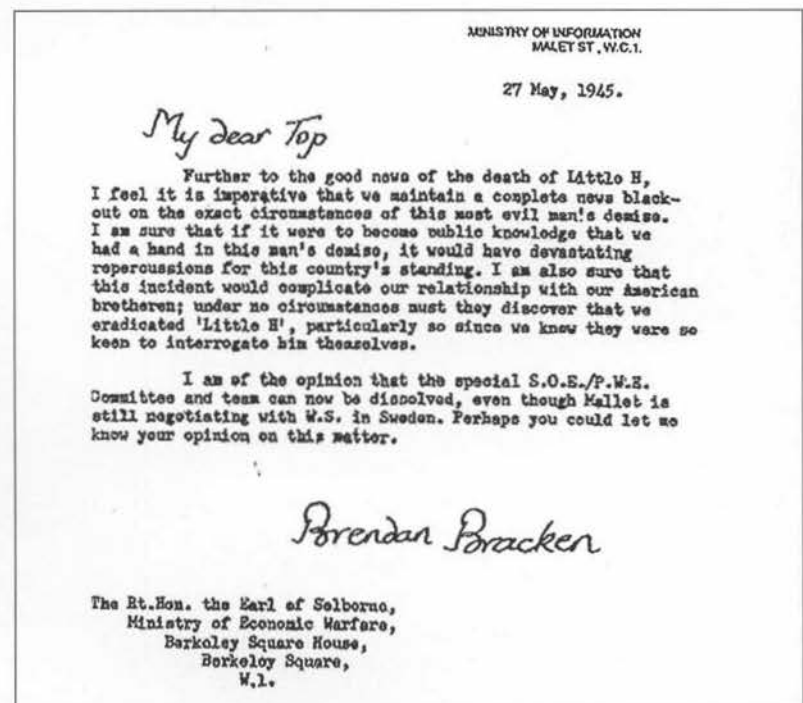 MINISTRY OF INFORMATION
MALET ST, W.C.1.
27 May, 1945.
My dear Top
Further to the good news of the death of Little H,
I feel it is imperative that we maintain a complete news black-
out on the exact circumstances of this most evil man's demise.
I am sure that if it were to become public knowledge that we
had a hand in this man's demise, it would have devastating
repercussions for this country's standing. I am also sure that
this incident would complicate our relationship with our American
bretheren; under no circumstances must they discover that we
eradicated 'Little H', particularly so since we know they were so
keen to interrogate him themselves.
I am of the opinion that the special S.O.E./P.W.E.
Committee and team can now be dissolved, even though Mallet is
still negotiating with W.S. in Sweden. Perhaps you could let me
know your opinion on this matter.
Brendan Bracken
The Rt.Hon. the Earl of Selborne,
Ministry of Economic Warfare,
Berkeley Square House,
Berkeley Square,
W.1.